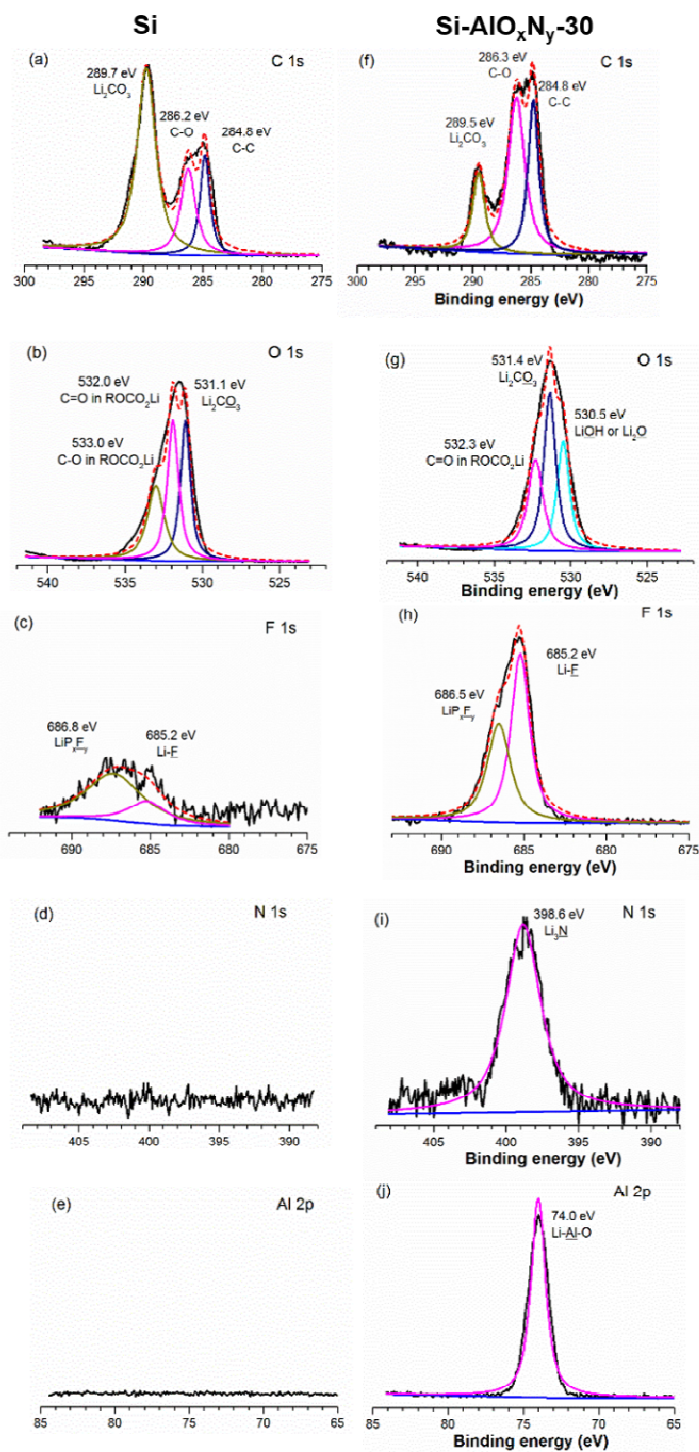 Si
Si-AlOxNy-30
(a)
C 1s
289.7 eV
Li2CO3
286.2 eV
C-O
284.8 eV
C-C
300 295 290 285 280 275
(f)
C 1s
286.3 eV
C-O
284.8 eV
C-C
289.5 eV
Li2CO3
300 295 290 285 280 275
Binding energy (eV)
(b)
O 1s
532.0 eV
C=O in ROCO2Li
531.1 eV
Li2CO3
533.0 eV
C-O in ROCO2Li
540 535 530 525
(g)
O 1s
531.4 eV
Li2CO3
530.5 eV
LiOH or Li2O
532.3 eV
C=O in ROCO2Li
540 535 530 525
Binding energy (eV)
(c)
F 1s
686.8 eV
LiPxFy
685.2 eV
Li-F
690 685 680 675
(h)
F 1s
685.2 eV
Li-F
686.5 eV
LiPxFy
690 685 680 675
Binding energy (eV)
(d)
N 1s
405 400 395 390
(i)
N 1s
398.6 eV
Li3N
405 400 395 390
Binding energy (eV)
(e)
Al 2p
85 80 75 70 65
(j)
Al 2p
74.0 eV
Li-Al-O
85 80 75 70 65
Binding energy (eV)